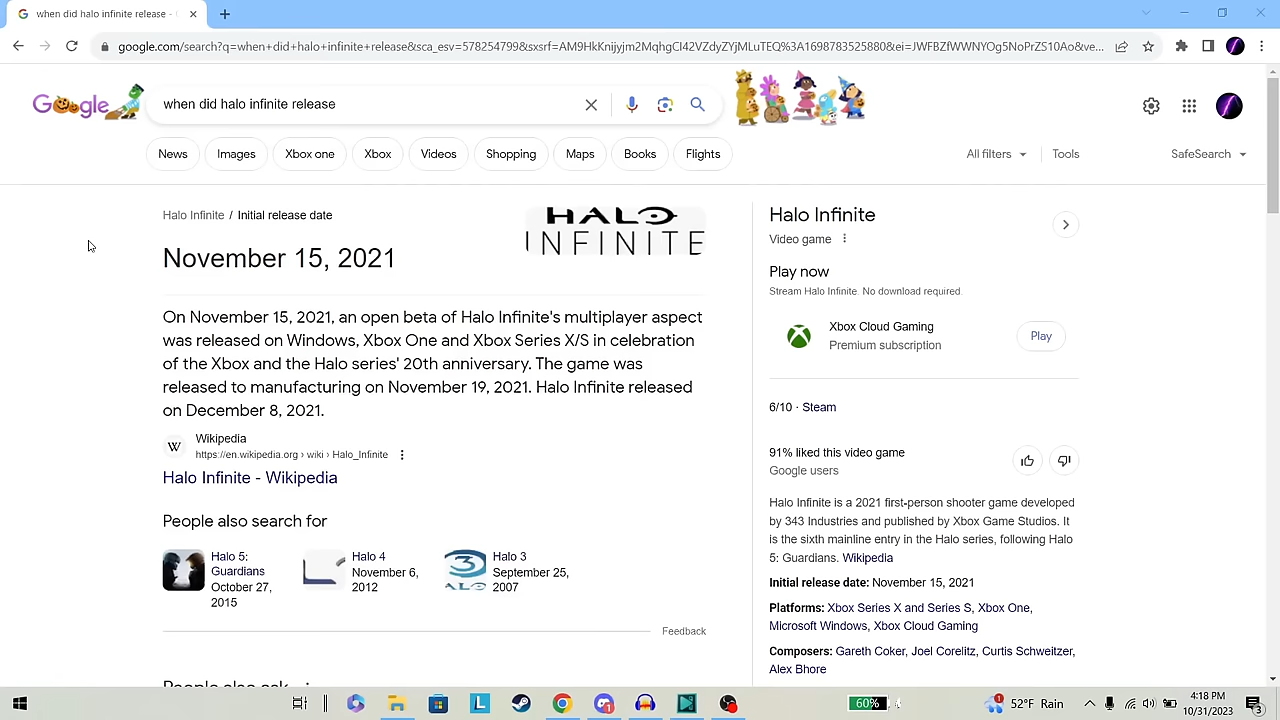 when did halo infinite release -
google.com/search?q=when+did+halo+infinite+release&sca_esv=578254799&sxsrf=AM9HkKnijyjm2MqhgCI42VZdyZYJMLuTEQ%3A1698783525880&ei=JWFBZfWWNYOg5NoPrZS10Ao&ve...
Google
when did halo infinite release
News
Images
Xbox one
Xbox
Videos
Shopping
Maps
Books
Flights
All filters
Tools
SafeSearch
Halo Infinite / Initial release date
November 15, 2021
HALO
INFINITE
On November 15, 2021, an open beta of Halo Infinite's multiplayer aspect
was released on Windows, Xbox One and Xbox Series X/S in celebration
of the Xbox and the Halo series' 20th anniversary. The game was
released to manufacturing on November 19, 2021. Halo Infinite released
on December 8, 2021.
W
Wikipedia
https://en.wikipedia.org › wiki › Halo_Infinite
Halo Infinite - Wikipedia
People also search for
Halo 5:
Guardians
October 27,
2015
Halo 4
November 6,
2012
3
HALO
Halo 3
September 25,
2007
Feedback
People also ask
Halo Infinite
Video game
Play now
Stream Halo Infinite. No download required.
Xbox Cloud Gaming
Premium subscription
Play
6/10 · Steam
91% liked this video game
Google users
Halo Infinite is a 2021 first-person shooter game developed
by 343 Industries and published by Xbox Game Studios. It
is the sixth mainline entry in the Halo series, following Halo
5: Guardians. Wikipedia
Initial release date: November 15, 2021
Platforms: Xbox Series X and Series S, Xbox One,
Microsoft Windows, Xbox Cloud Gaming
Composers: Gareth Coker, Joel Corelitz, Curtis Schweitzer,
Alex Bhore
L
60%
1
52°F Rain
4:18 PM
10/31/2023
3